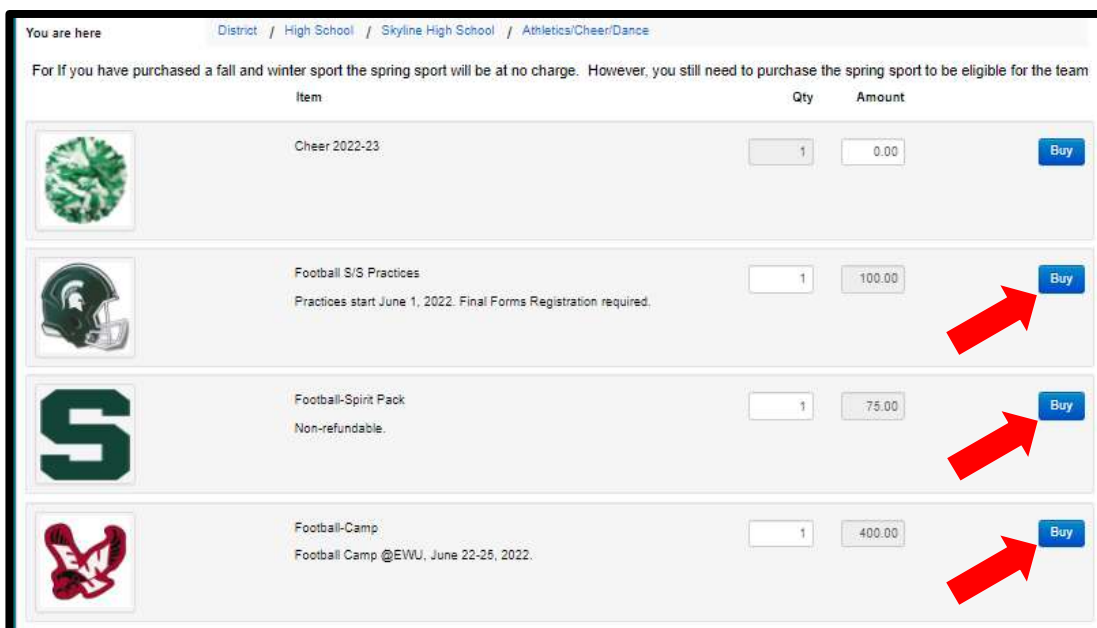 You are here District / High School / Skyline High School / Athletics/Cheer/Dance
For If you have purchased a fall and winter sport the spring sport will be at no charge. However, you still need to purchase the spring sport to be eligible for the team
Item Qty Amount
Cheer 2022-23 1 0.00 Buy
Football S/S Practices 1 100.00 Buy
Practices start June 1, 2022. Final Forms Registration required.
Football-Spirit Pack 1 75.00 Buy
Non-refundable.
S
Football-Camp 1 400.00 Buy
Football Camp @EWU, June 22-25, 2022.
EWU